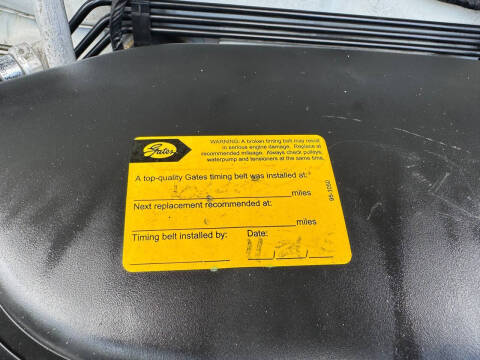 Gates
WARNING: A broken timing belt may result
in serious engine damage. Replace at
recommended mileage. Always check pulleys,
waterpump and tensioners at the same time.
A top-quality Gates timing belt was installed at:
miles
Next replacement recommended at:
miles
Timing belt installed by: Date:
11
95-1050